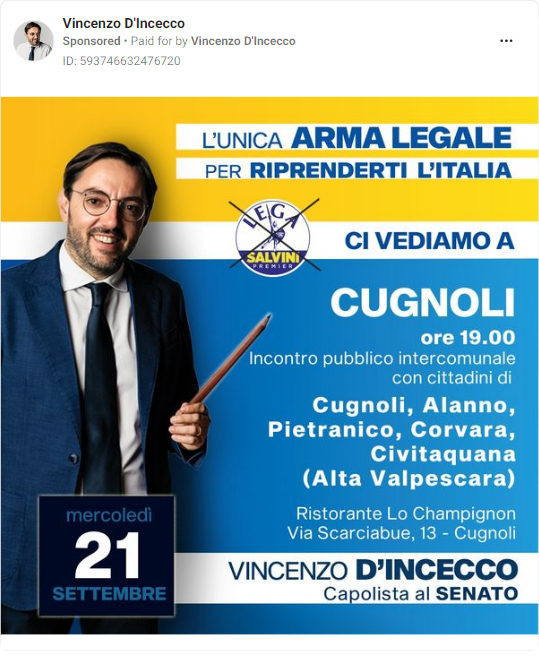 Vincenzo D'Incecco
Sponsored • Paid for by Vincenzo D'Incecco
ID: 593746632476720
L'UNICA ARMA LEGALE
PER RIPRENDERTI L'ITALIA
LEGA
SALVINI
PREMIER
CI VEDIAMO A
CUGNOLI
ore 19.00
Incontro pubblico intercomunale
con cittadini di
Cugnoli, Alanno,
Pietranico, Corvara,
Civitaquana
(Alta Valpescara)
Ristorante Lo Champignon
Via Scarciabue, 13 - Cugnoli
mercoledì
21
SETTEMBRE
VINCENZO D'INCECCO
Capolista al SENATO